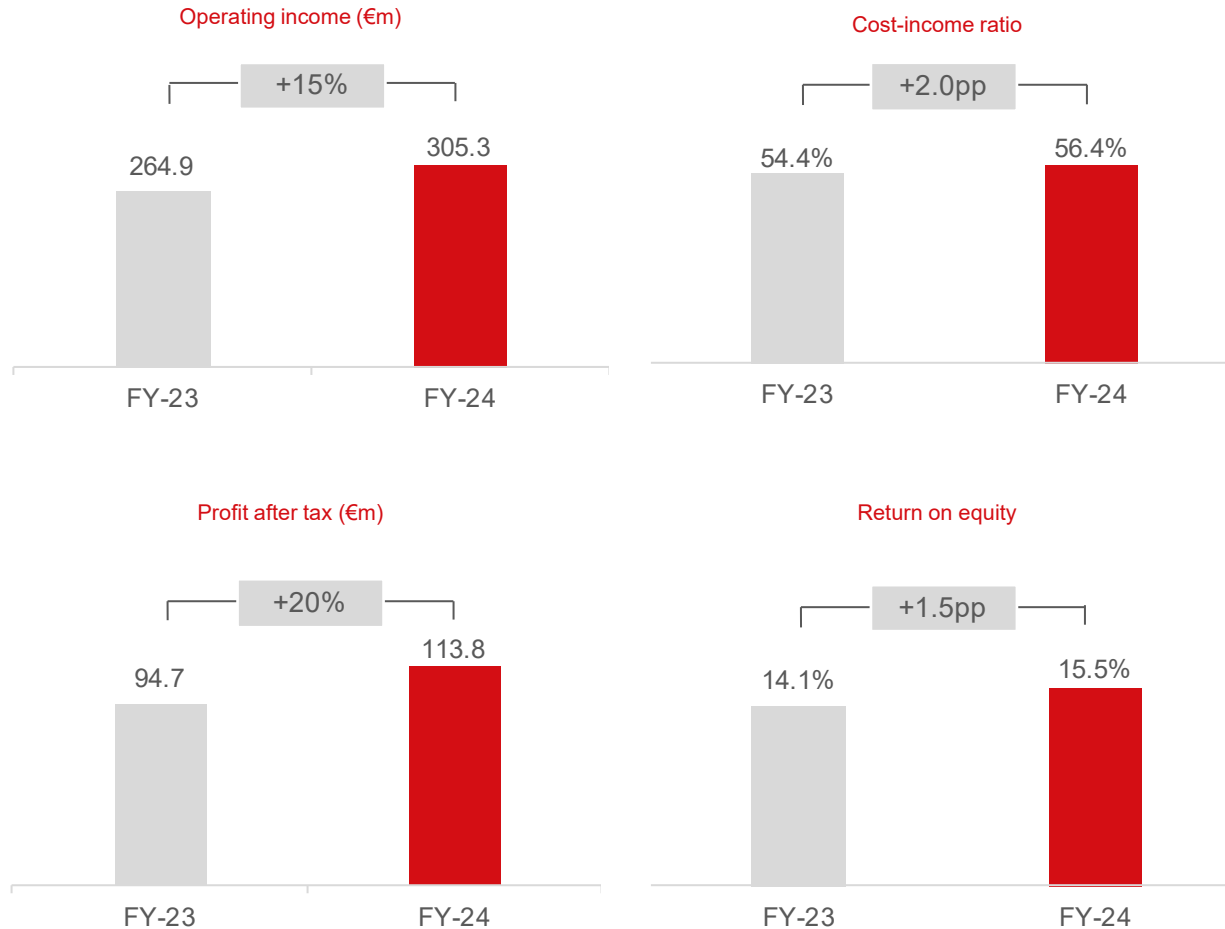 Operating income (€m)
+15%
264.9
305.3
FY-23
FY-24
Cost-income ratio
+2.0pp
54.4%
56.4%
FY-23
FY-24
Profit after tax (€m)
+20%
94.7
113.8
FY-23
FY-24
Return on equity
+1.5pp
14.1%
15.5%
FY-23
FY-24